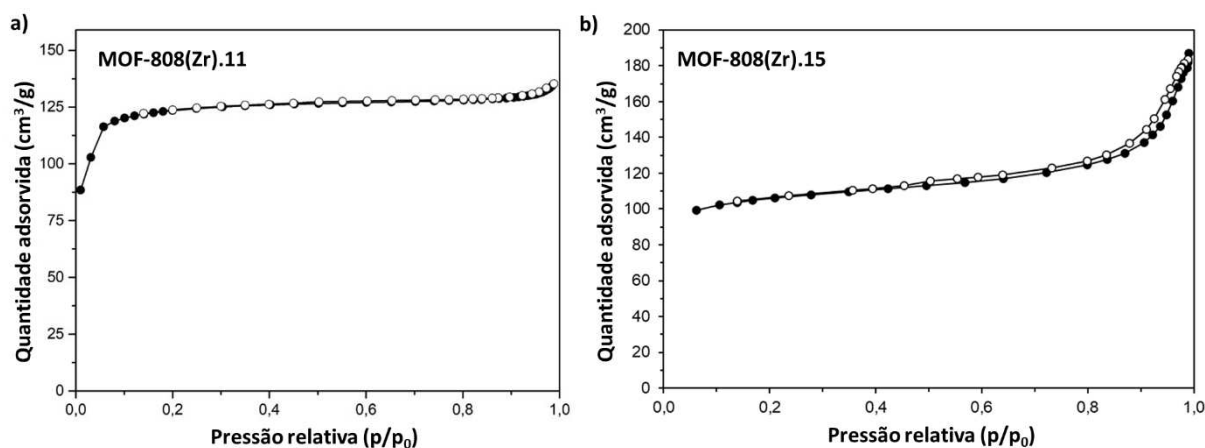 a)
MOF-808(Zr).11
Quantidade adsorvida (cm³/g)
150
125
100
75
50
25
0
0,0 0,2 0,4 0,6 0,8 1,0
Pressão relativa (p/p₀)
b)
MOF-808(Zr).15
Quantidade adsorvida (cm³/g)
200
180
160
140
120
100
80
60
40
20
0
0,0 0,2 0,4 0,6 0,8 1,0
Pressão relativa (p/p₀)